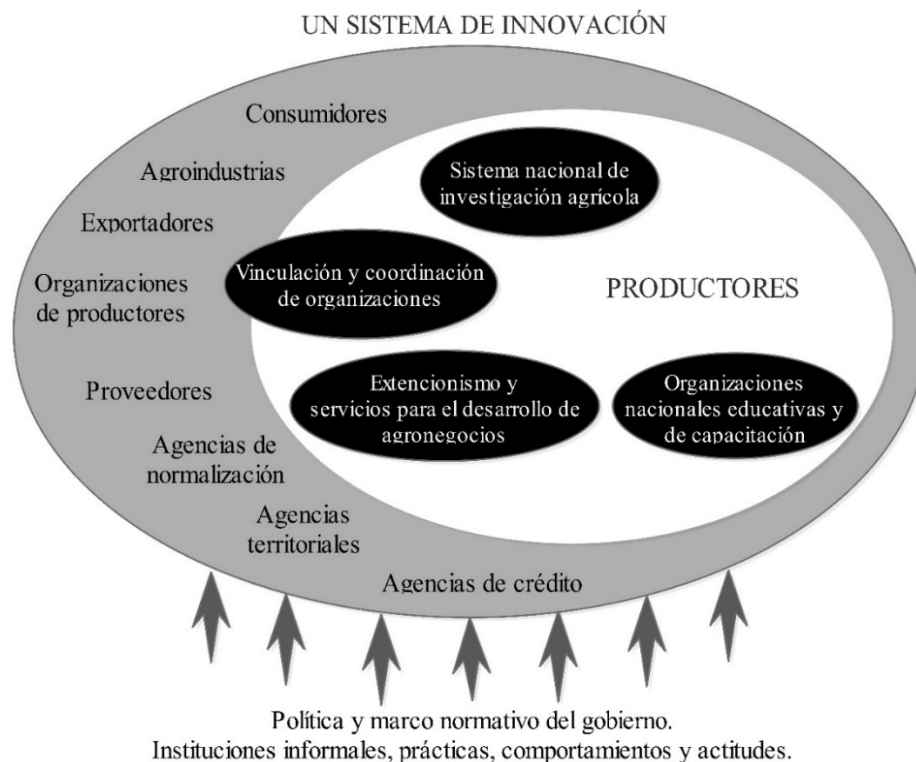 UN SISTEMA DE INNOVACIÓN
Consumidores
Agroindustrias
Exportadores
Organizaciones
de productores
Proveedores
Agencias de
normalización
Agencias
territoriales
Agencias de crédito
Sistema nacional de
investigación agrícola
Vinculación y coordinación
de organizaciones
PRODUCTORES
Extencionismo y
servicios para el desarrollo de
agronegocios
Organizaciones
nacionales educativas y
de capacitación
Política y marco normativo del gobierno.
Instituciones informales, prácticas, comportamientos y actitudes.